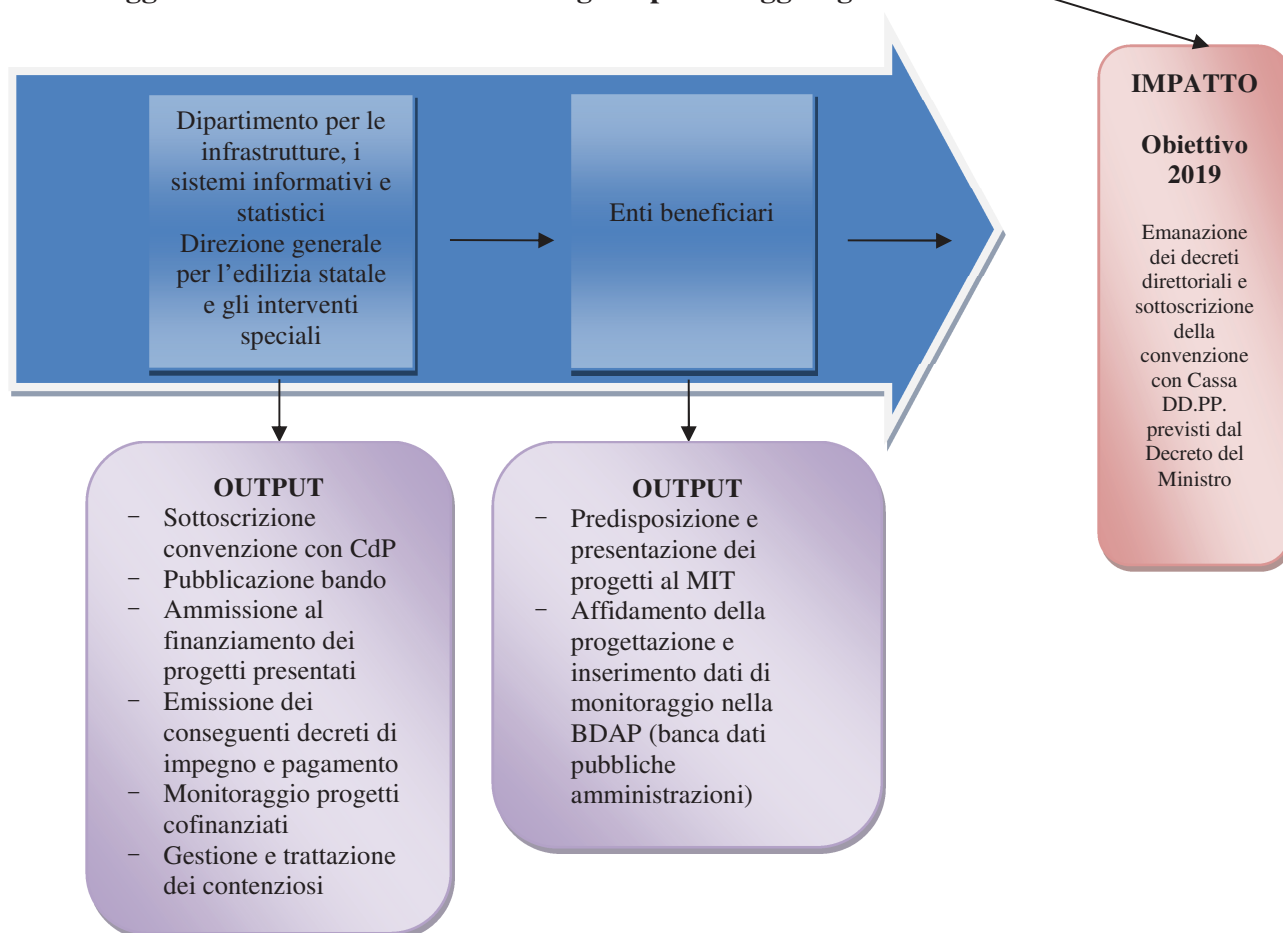 Dipartimento per le
infrastrutture, i
sistemi informativi e
statistici
Direzione generale
per l’edilizia statale
e gli interventi
speciali
Enti beneficiari
IMPATTO
Obiettivo
2019
Emanazione
dei decreti
direttoriali e
sottoscrizione
della
convenzione
con Cassa
DD.PP.
previsti dal
Decreto del
Ministro
OUTPUT
− Sottoscrizione
convenzione con CdP
− Pubblicazione bando
− Ammissione al
finanziamento dei
progetti presentati
− Emissione dei
conseguenti decreti di
impegno e pagamento
− Monitoraggio progetti
cofinanziati
− Gestione e trattazione
dei contenziosi
OUTPUT
− Predisposizione e
presentazione dei
progetti al MIT
− Affidamento della
progettazione e
inserimento dati di
monitoraggio nella
BDAP (banca dati
pubbliche
amministrazioni)